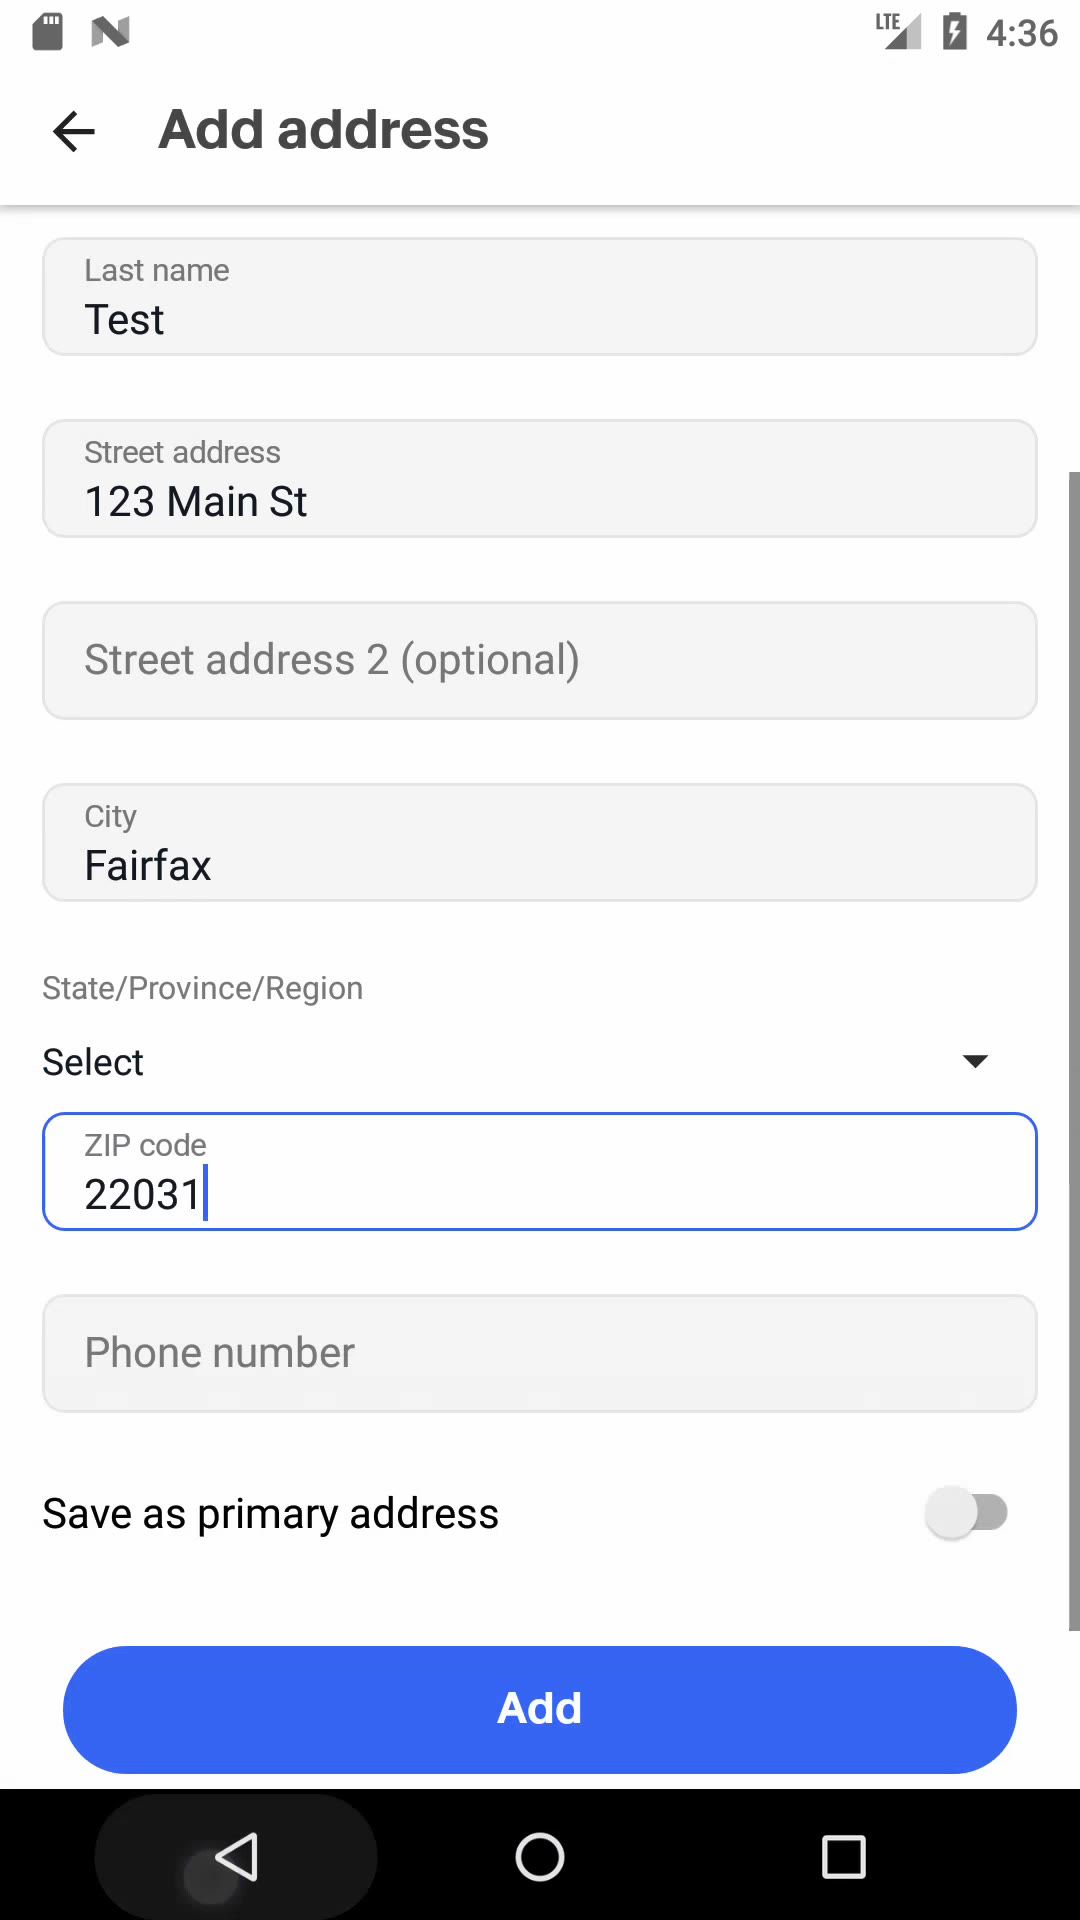 LTE 4:36
Add address
Last name
Test
Street address
123 Main St
Street address 2 (optional)
City
Fairfax
State/Province/Region
Select
ZIP code
22031
Phone number
Save as primary address
Add